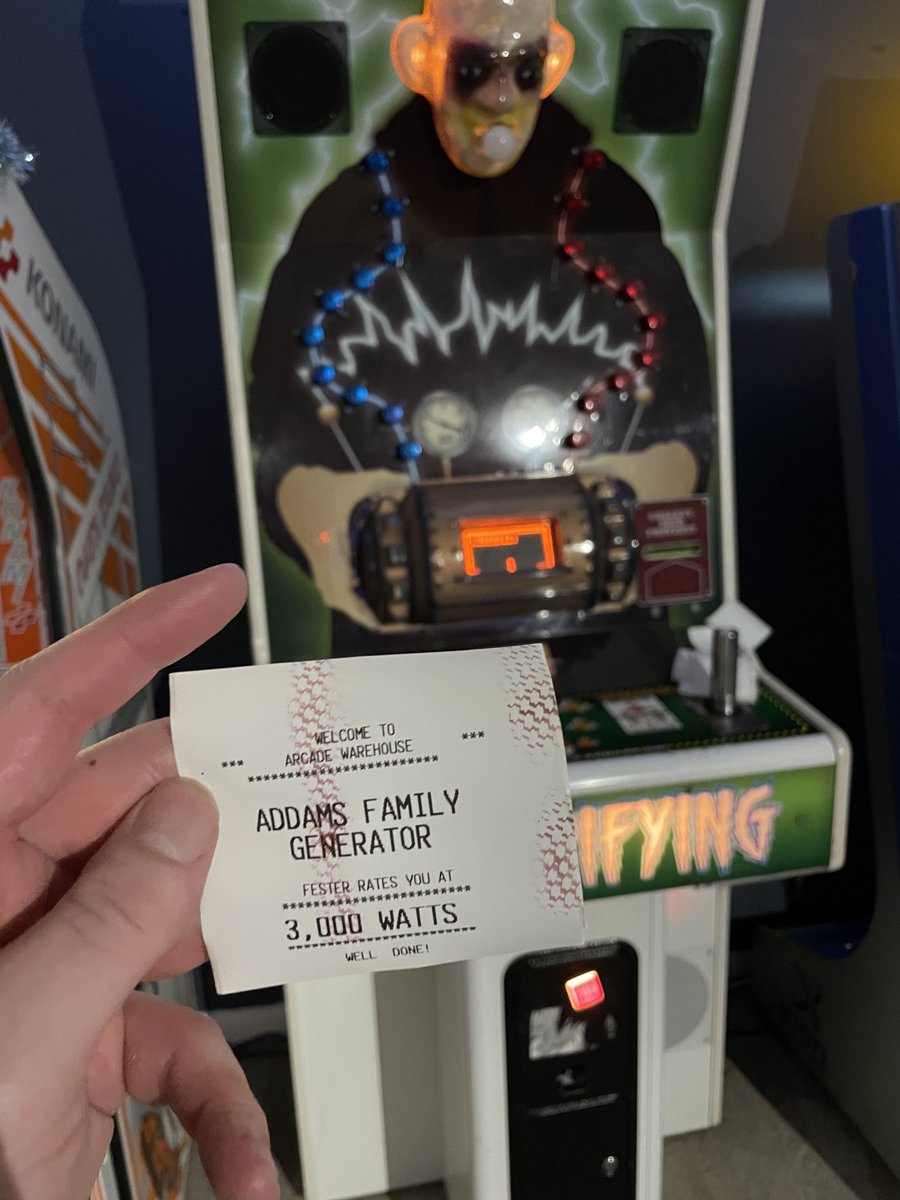 KONAMI
WELCOME TO
*** ARCADE WAREHOUSE ***
**********************
ADDAMS FAMILY
GENERATOR
FESTER RATES YOU AT
**********************
3,000 WATTS
**********************
WELL DONE!
IFYING